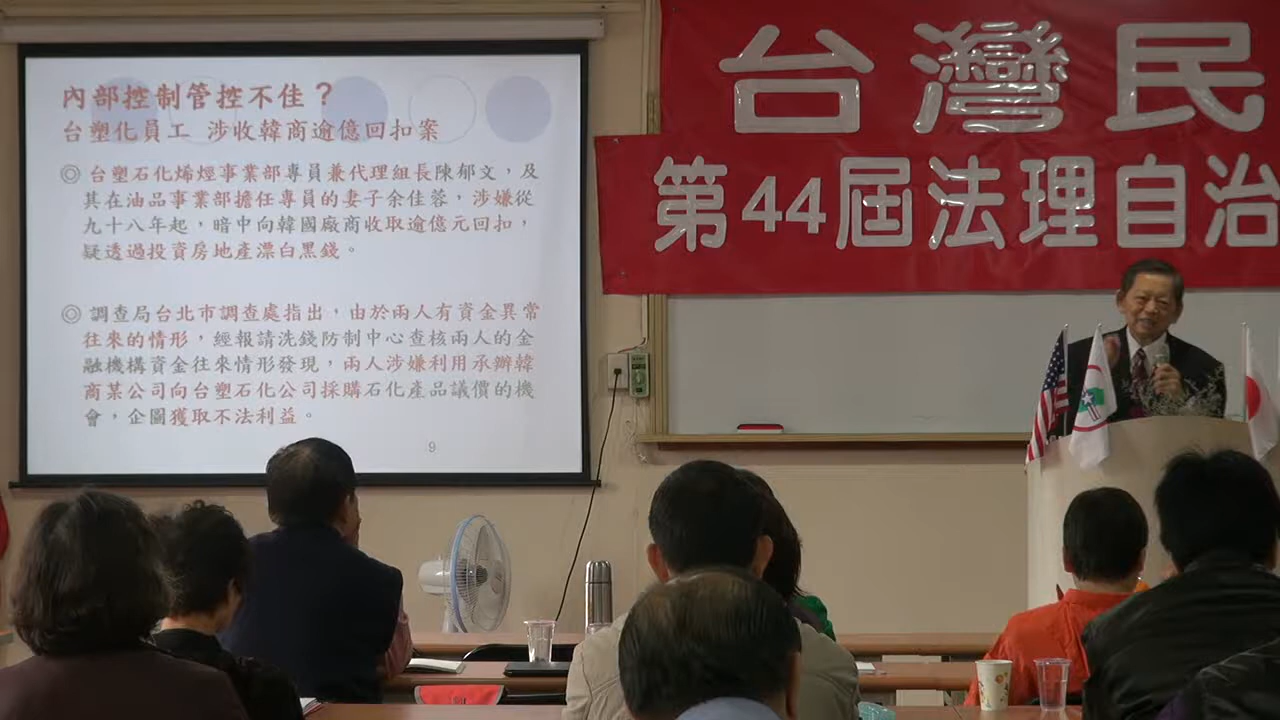 內部控制管控不佳？
台塑化員工 涉收韓商逾億回扣案
◎ 台塑石化烯烴事業部專員兼代理組長陳郁文，及
其在油品事業部擔任專員的妻子余佳蓉，涉嫌從
九十八年起，暗中向韓國廠商收取逾億元回扣，
疑透過投資房地產漂白黑錢。
◎ 調查局台北市調查處指出，由於兩人有資金異常
往來的情形，經報請洗錢防制中心查核兩人的金
融機構資金往來情形發現，兩人涉嫌利用承辦韓
商某公司向台塑石化公司採購石化產品議價的機
會，企圖獲取不法利益。
9
台灣民
第44屆法理自治